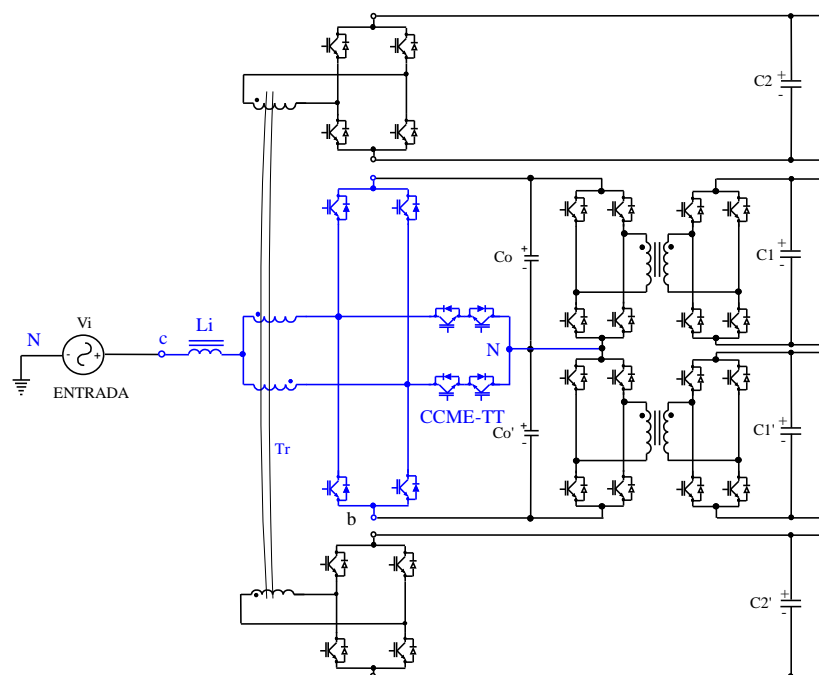 C2
+
-
Co
+
-
C1
+
-
N
Vi
-
+
ENTRADA
c
Li
N
CCME-TT
Co'
+
-
C1'
+
-
Tr
b
C2'
+
-